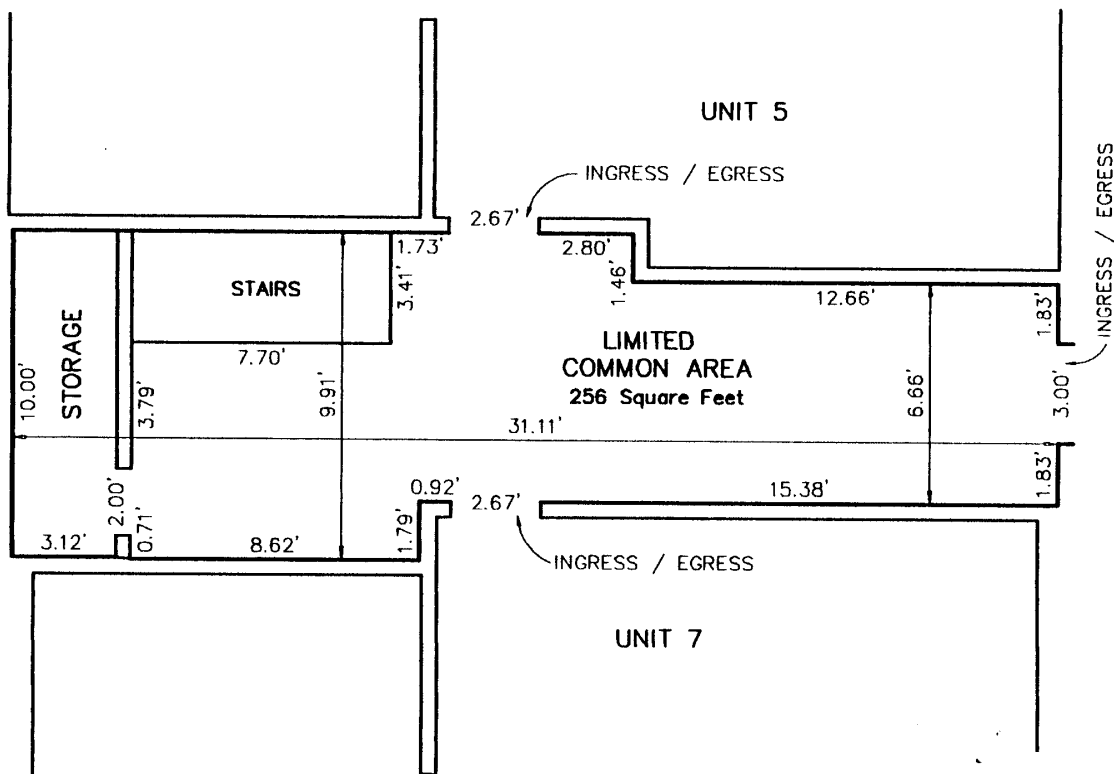 UNIT 5
INGRESS / EGRESS
INGRESS / EGRESS
2.67'
1.73'
2.80'
STAIRS
3.41'
1.46'
12.66'
1.83'
7.70'
STORAGE
10.00'
3.79'
9.91'
LIMITED
COMMON AREA
256 Square Feet
6.66'
3.00'
31.11'
0.92'
2.67'
15.38'
1.83'
2.00'
0.71'
1.79'
3.12'
8.62'
INGRESS / EGRESS
UNIT 7